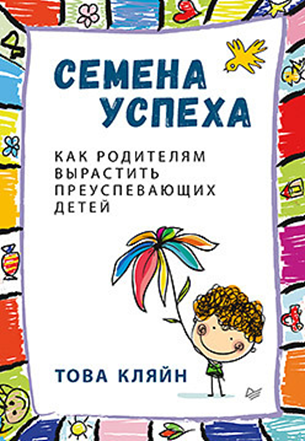 СЕМЕНА
УСПЕХА
КАК РОДИТЕЛЯМ
ВЫРАСТИТЬ
ПРЕУСПЕВАЮЩИХ
ДЕТЕЙ
ТОВА КЛЯЙН